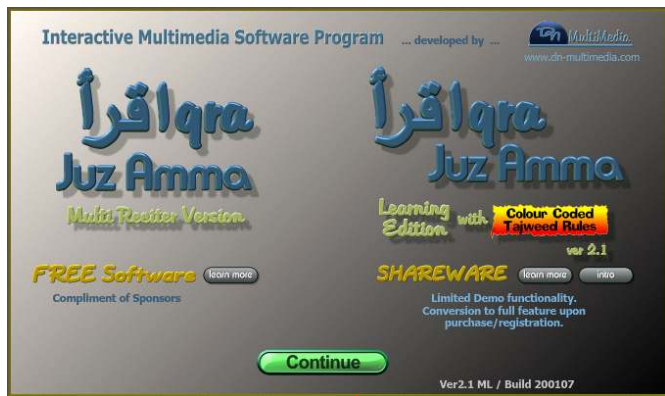 Interactive Multimedia Software Program ... developed by ...
MultiMedia
www.dn-multimedia.com
اقرأ Iqra
Juz Amma
Multi Reciter Version
FREE Software learn more
Compliment of Sponsors
اقرأ Iqra
Juz Amma
Learning Edition with Colour Coded Tajweed Rules
ver 2.1
SHAREWARE learn more intro
Limited Demo functionality.
Conversion to full feature upon
purchase/registration.
Continue
Ver2.1 ML / Build 200107